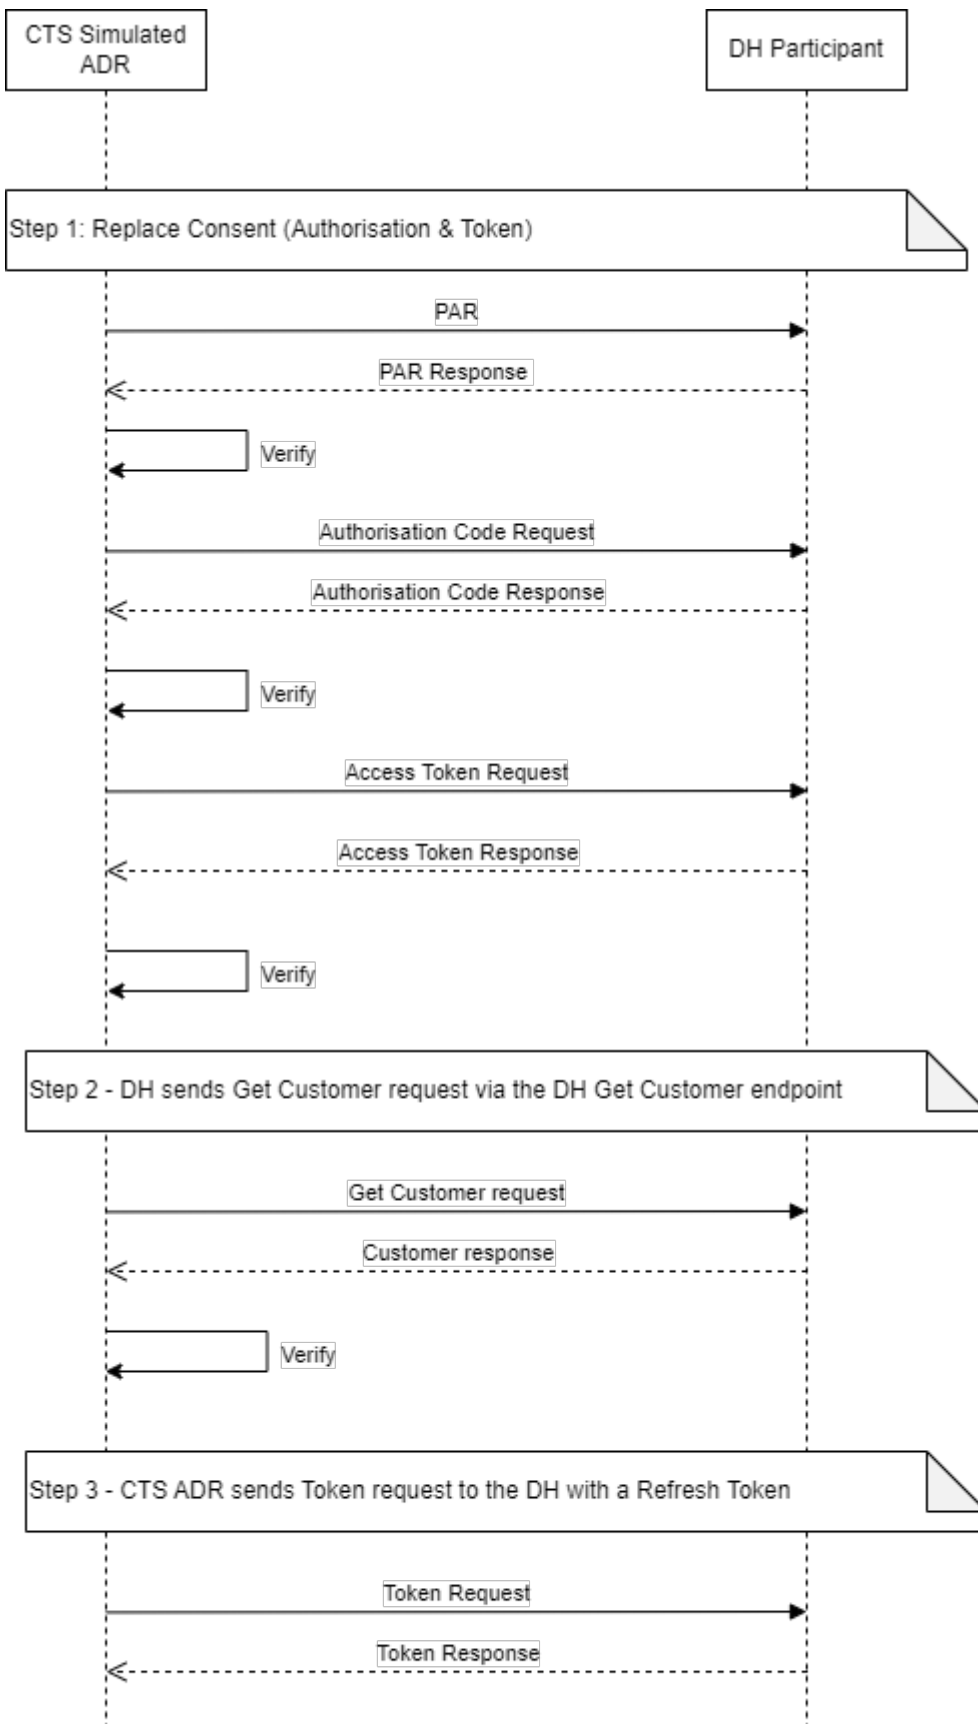 CTS Simulated
ADR
DH Participant
Step 1: Replace Consent (Authorisation & Token)
PAR
PAR Response
Verify
Authorisation Code Request
Authorisation Code Response
Verify
Access Token Request
Access Token Response
Verify
Step 2 - DH sends Get Customer request via the DH Get Customer endpoint
Get Customer request
Customer response
Verify
Step 3 - CTS ADR sends Token request to the DH with a Refresh Token
Token Request
Token Response